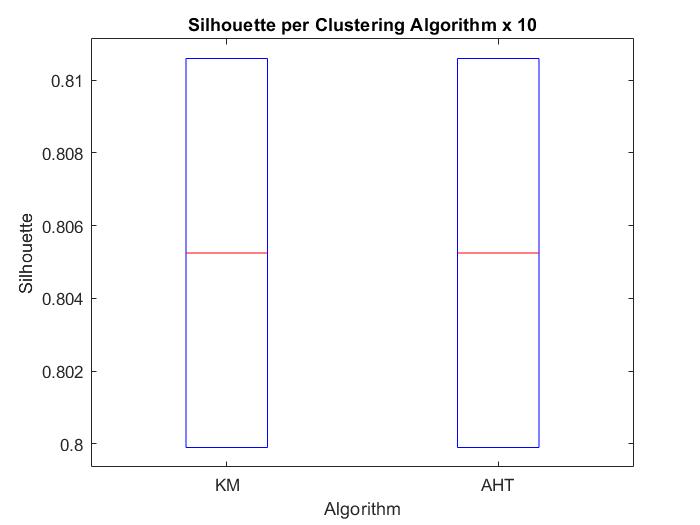 Silhouette per Clustering Algorithm x 10
0.81
0.808
0.806
0.804
0.802
0.8
Silhouette
KM
AHT
Algorithm